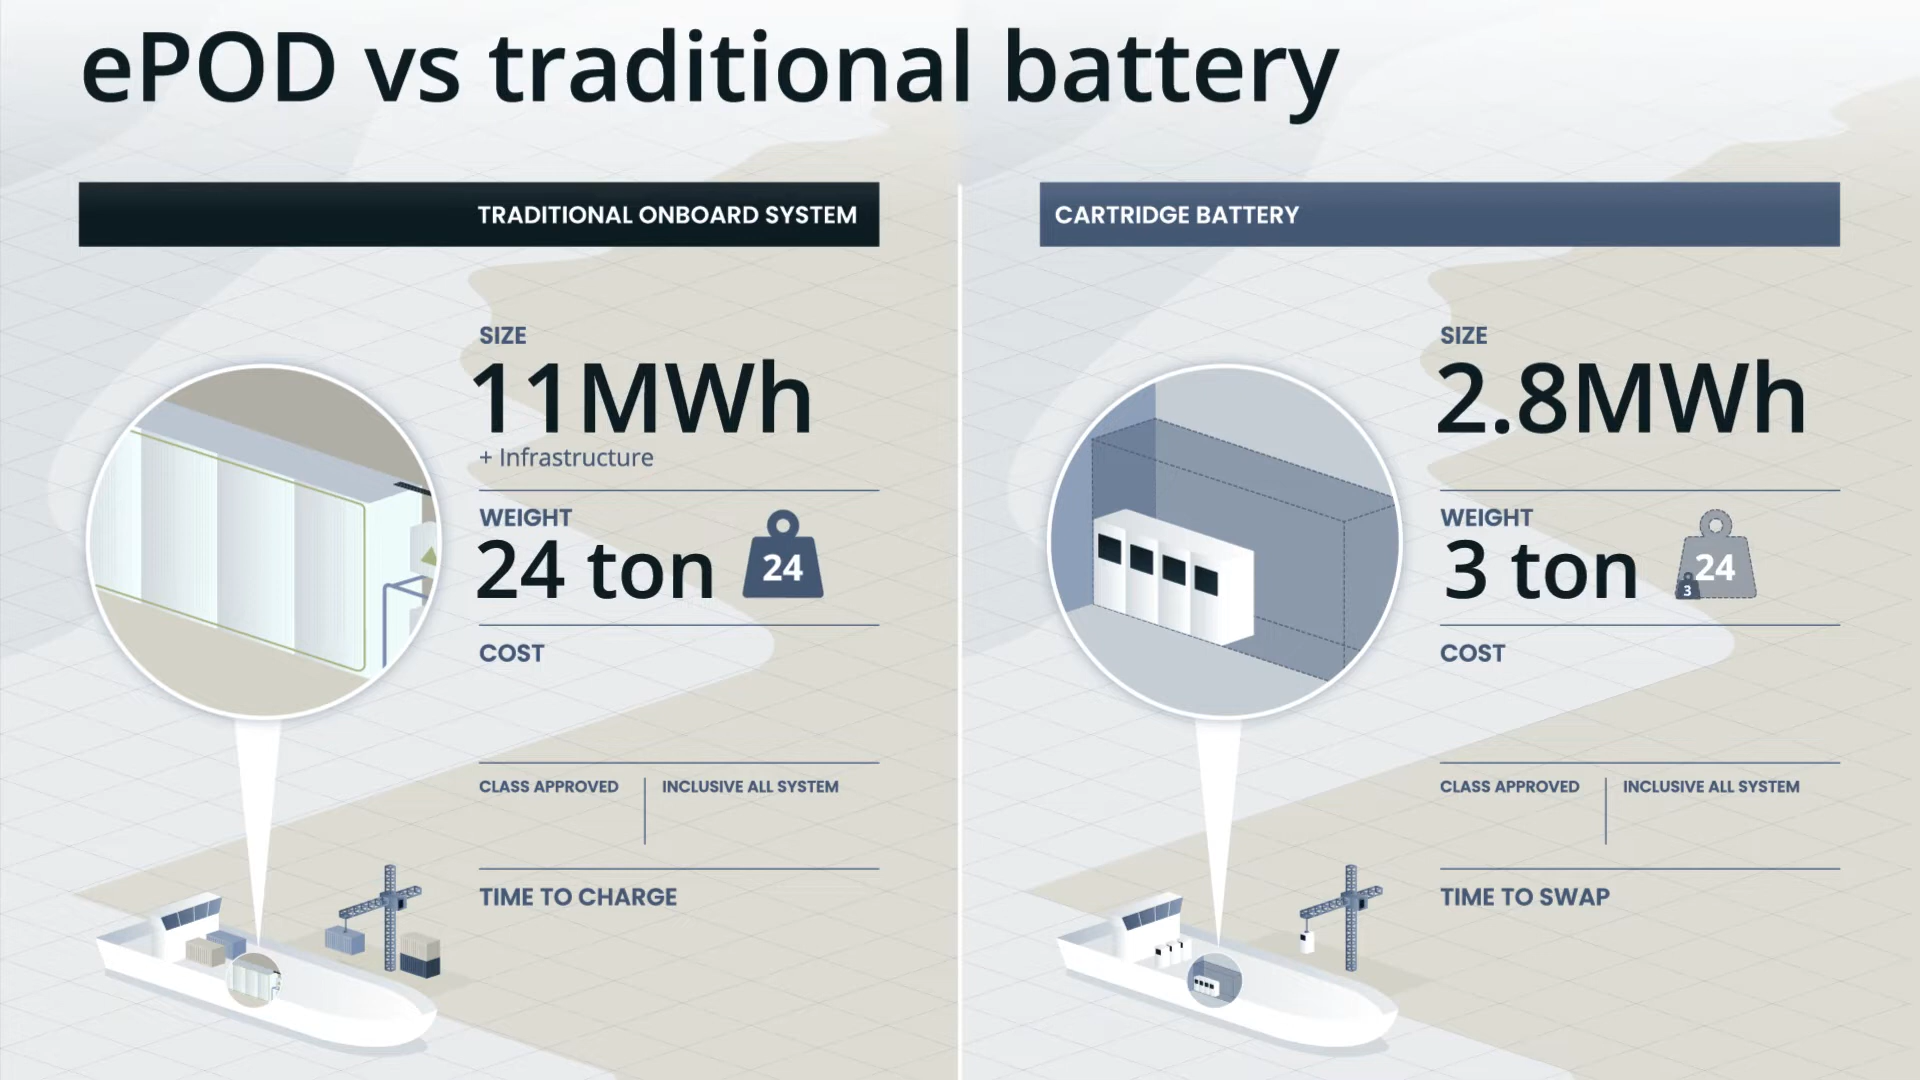 ePOD vs traditional battery
TRADITIONAL ONBOARD SYSTEM
SIZE
11MWh
+ Infrastructure
WEIGHT
24 ton
24
COST
CLASS APPROVED
INCLUSIVE ALL SYSTEM
TIME TO CHARGE
CARTRIDGE BATTERY
SIZE
2.8MWh
WEIGHT
3 ton
24
3
COST
CLASS APPROVED
INCLUSIVE ALL SYSTEM
TIME TO SWAP